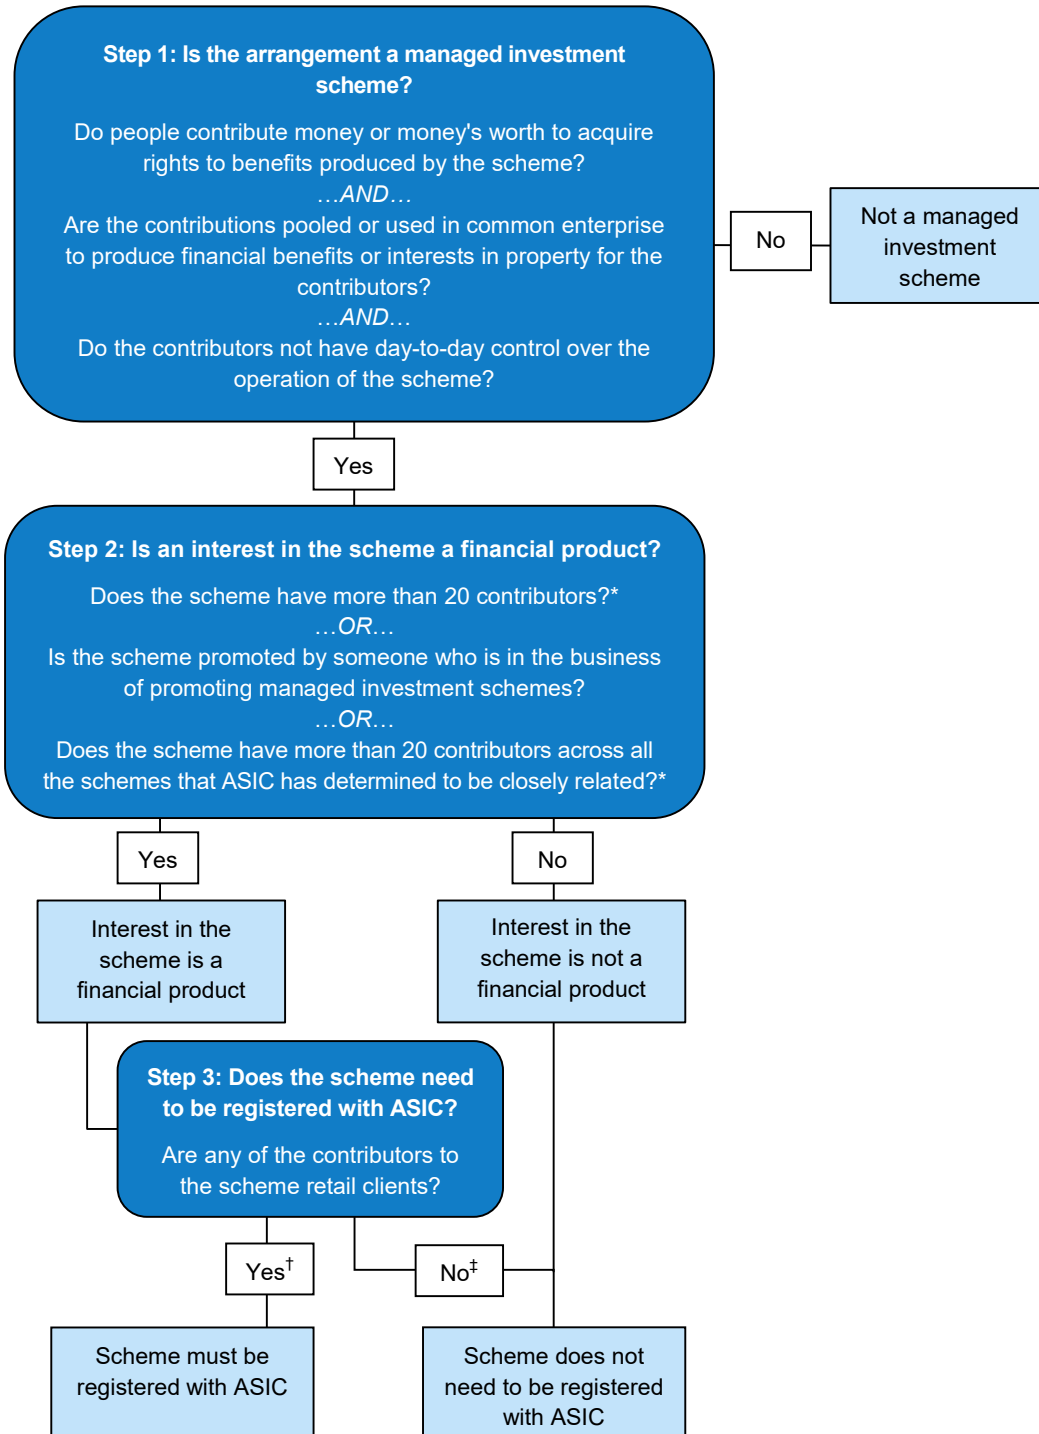 Step 1: Is the arrangement a managed investment
scheme?
Do people contribute money or money's worth to acquire
rights to benefits produced by the scheme?
…AND…
Are the contributions pooled or used in common enterprise
to produce financial benefits or interests in property for the
contributors?
…AND…
Do the contributors not have day-to-day control over the
operation of the scheme?
No
Not a managed
investment
scheme
Yes
Step 2: Is an interest in the scheme a financial product?
Does the scheme have more than 20 contributors?*
…OR…
Is the scheme promoted by someone who is in the business
of promoting managed investment schemes?
…OR…
Does the scheme have more than 20 contributors across all
the schemes that ASIC has determined to be closely related?*
Yes
No
Interest in the
scheme is a
financial product
Interest in the
scheme is not a
financial product
Step 3: Does the scheme need
to be registered with ASIC?
Are any of the contributors to
the scheme retail clients?
Yes†
No‡
Scheme must be
registered with ASIC
Scheme does not
need to be registered
with ASIC